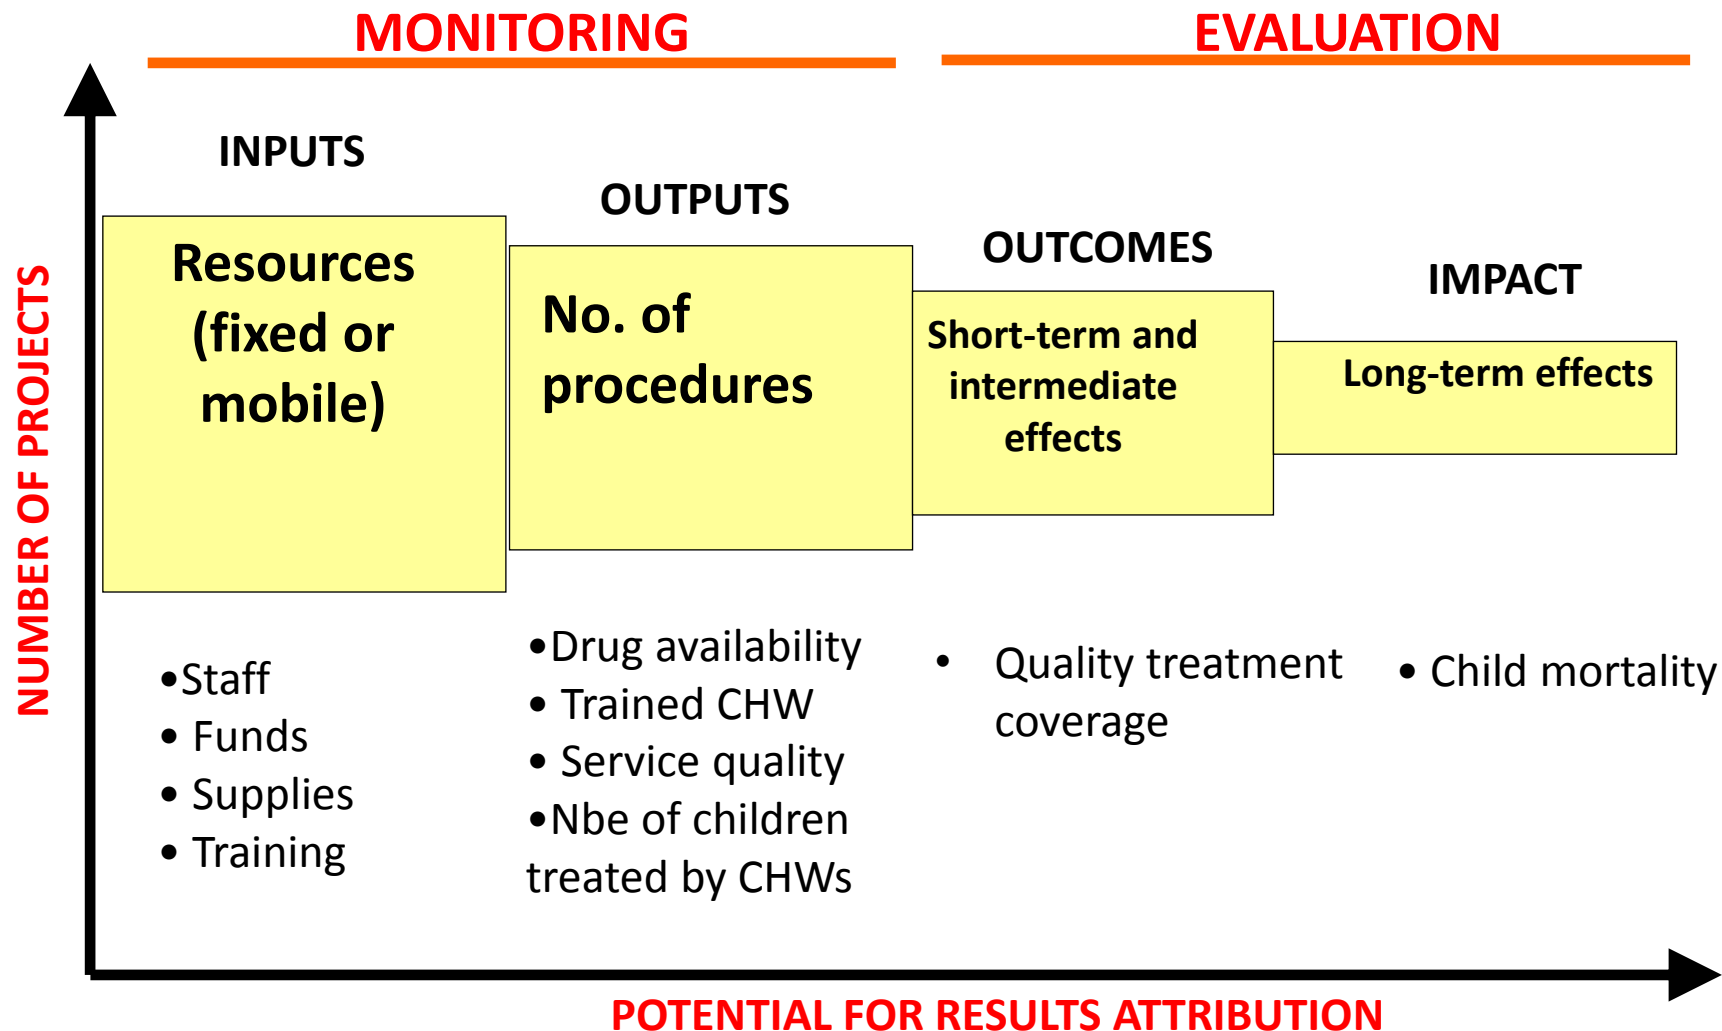 MONITORING
EVALUATION
NUMBER OF PROJECTS
INPUTS
Resources
(fixed or
mobile)
•Staff
• Funds
• Supplies
• Training
OUTPUTS
No. of
procedures
•Drug availability
• Trained CHW
• Service quality
•Nbe of children
treated by CHWs
OUTCOMES
Short-term and
intermediate
effects
• Quality treatment
coverage
IMPACT
Long-term effects
• Child mortality
POTENTIAL FOR RESULTS ATTRIBUTION